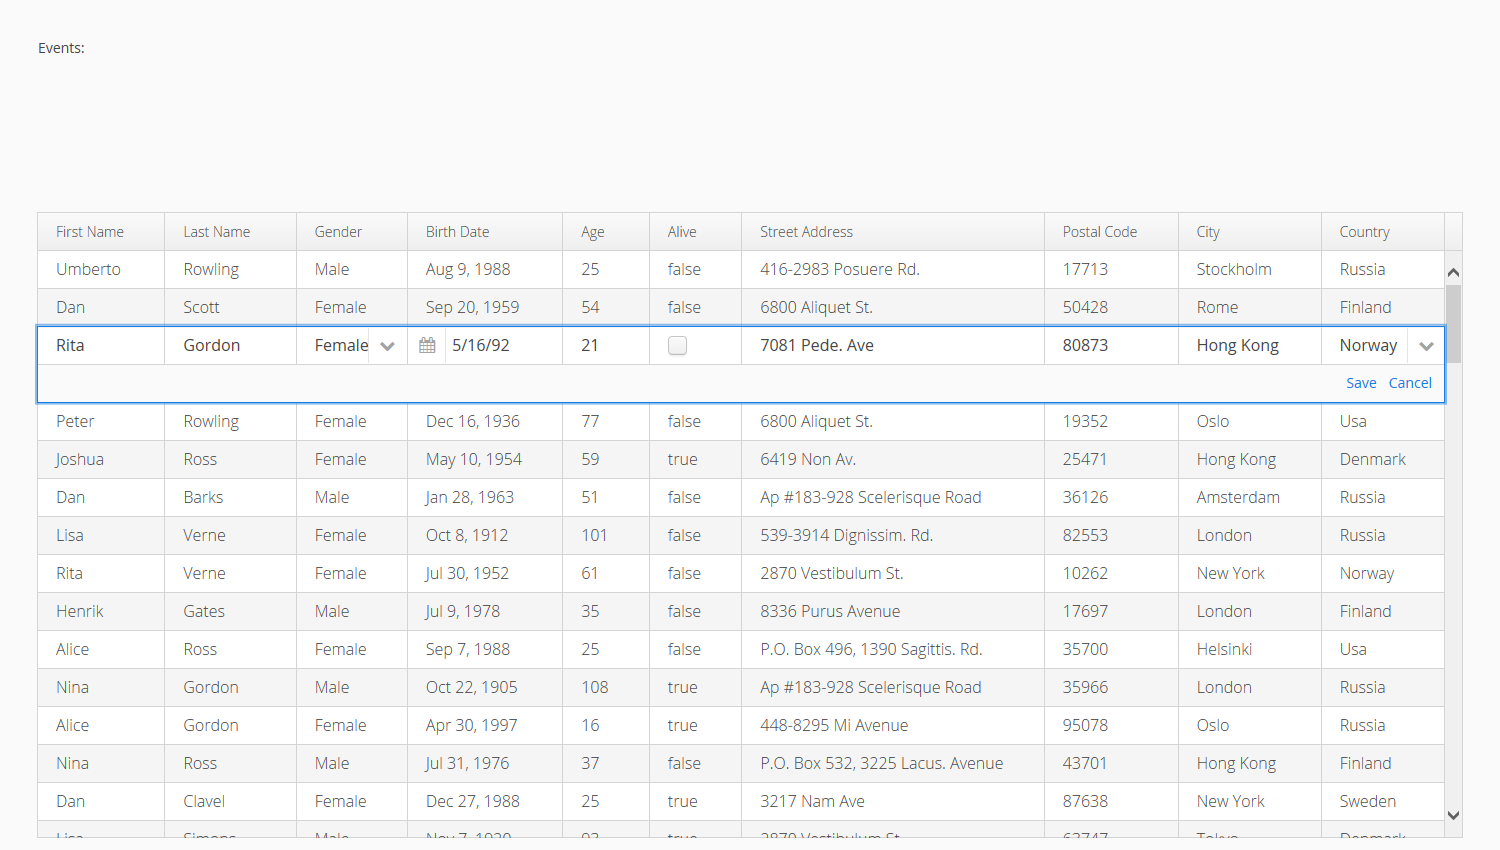 Events:
First Name Last Name Gender Birth Date Age Alive Street Address Postal Code City Country
Umberto Rowling Male Aug 9, 1988 25 false 416-2983 Posuere Rd. 17713 Stockholm Russia
Dan Scott Female Sep 20, 1959 54 false 6800 Aliquet St. 50428 Rome Finland
Rita Gordon Female 5/16/92 21 7081 Pede. Ave 80873 Hong Kong Norway
Save Cancel
Peter Rowling Female Dec 16, 1936 77 false 6800 Aliquet St. 19352 Oslo Usa
Joshua Ross Female May 10, 1954 59 true 6419 Non Av. 25471 Hong Kong Denmark
Dan Barks Male Jan 28, 1963 51 false Ap #183-928 Scelerisque Road 36126 Amsterdam Russia
Lisa Verne Female Oct 8, 1912 101 false 539-3914 Dignissim. Rd. 82553 London Russia
Rita Verne Female Jul 30, 1952 61 false 2870 Vestibulum St. 10262 New York Norway
Henrik Gates Male Jul 9, 1978 35 false 8336 Purus Avenue 17697 London Finland
Alice Ross Female Sep 7, 1988 25 false P.O. Box 496, 1390 Sagittis. Rd. 35700 Helsinki Usa
Nina Gordon Male Oct 22, 1905 108 true Ap #183-928 Scelerisque Road 35966 London Russia
Alice Gordon Female Apr 30, 1997 16 true 448-8295 Mi Avenue 95078 Oslo Russia
Nina Ross Male Jul 31, 1976 37 false P.O. Box 532, 3225 Lacus. Avenue 43701 Hong Kong Finland
Dan Clavel Female Dec 27, 1988 25 true 3217 Nam Ave 87638 New York Sweden